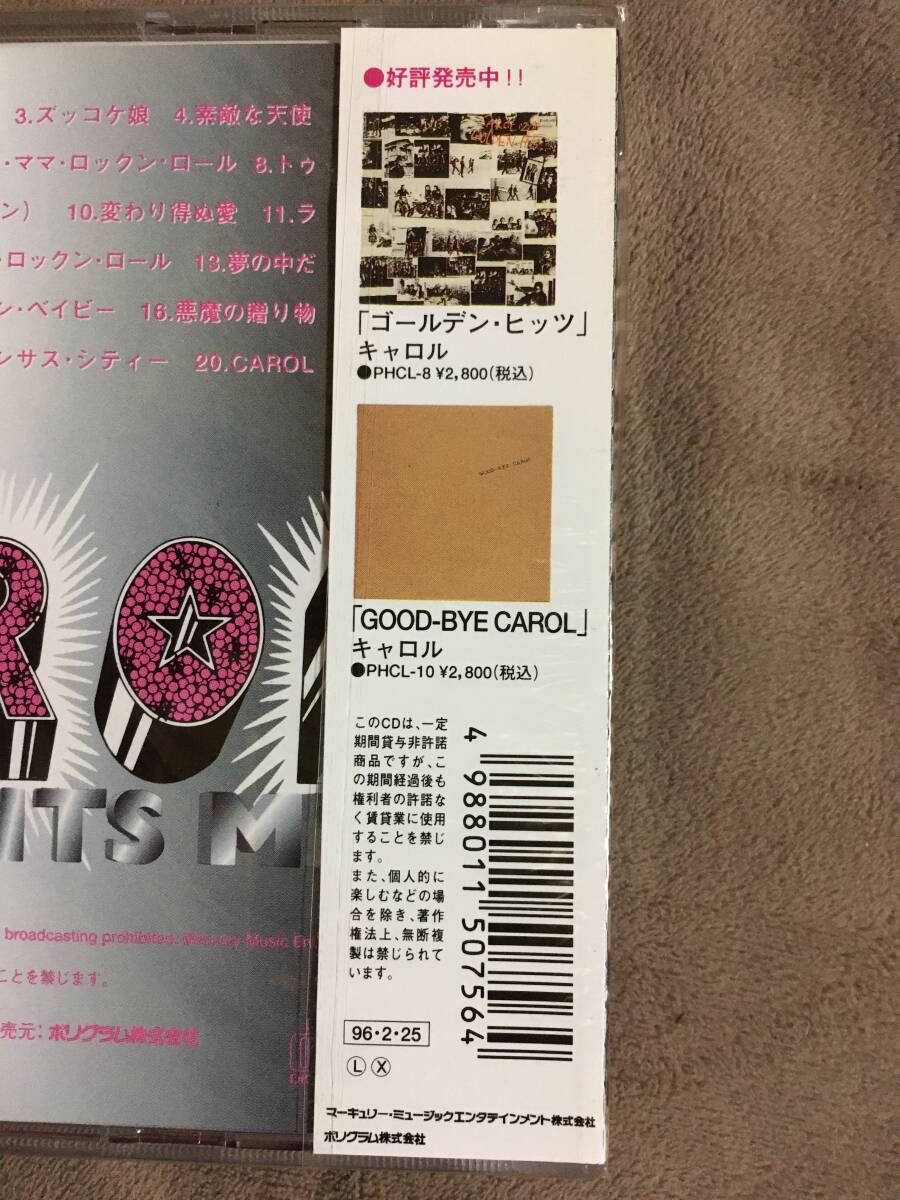 3.ズッコケ娘 4.素敵な天使
・ママ・ロックン・ロール 8.トゥ
ン) 10.変わり得ぬ愛 11.ラ
・ロックン・ロール 13.夢の中だ
ン・ベイビー 16.悪魔の贈り物
ンサス・シティー 20.CAROL
ITS M
broadcasting prohibited. Mercury Music En
ことを禁じます。
売元:ポリグラム株式会社
●好評発売中!!
「ゴールデン・ヒッツ」
キャロル
●PHCL-8 ¥2,800(税込)
GOOD-BYE CAROL
「GOOD-BYE CAROL」
キャロル
●PHCL-10 ¥2,800(税込)
このCDは、一定
期間貸与非許諾
商品ですが、こ
の期間経過後も
権利者の許諾な
く賃貸業に使用
することを禁じ
ます。
また、個人的に
楽しむなどの場
合を除き、著作
権法上、無断複
製は禁じられて
います。
4 988011 507564
96・2・25
Ⓛ Ⓧ
マーキュリー・ミュージックエンタテインメント株式会社
ポリグラム株式会社